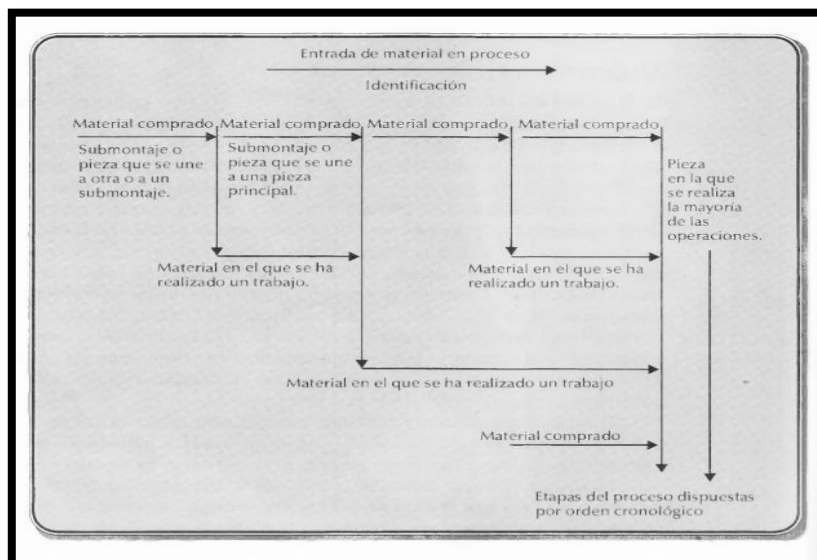 Entrada de material en proceso
Identificación
Material comprado
Material comprado
Material comprado
Material comprado
Submontaje o
pieza que se une
a otra o a un
submontaje.
Submontaje o
pieza que se une
a una pieza
principal.
Pieza
en la que
se realiza
la mayoría
de las
operaciones.
Material en el que se ha
realizado un trabajo.
Material en el que se ha
realizado un trabajo.
Material en el que se ha realizado un trabajo
Material comprado
Etapas del proceso dispuestas
por orden cronológico